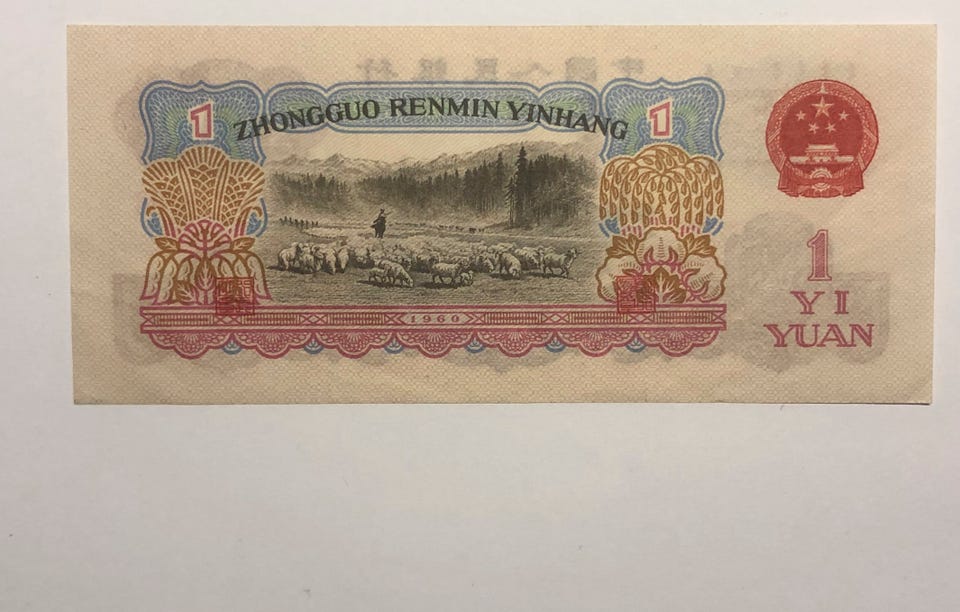 1 ZHONGGUO RENMIN YINHANG 1
1960
1
YI
YUAN